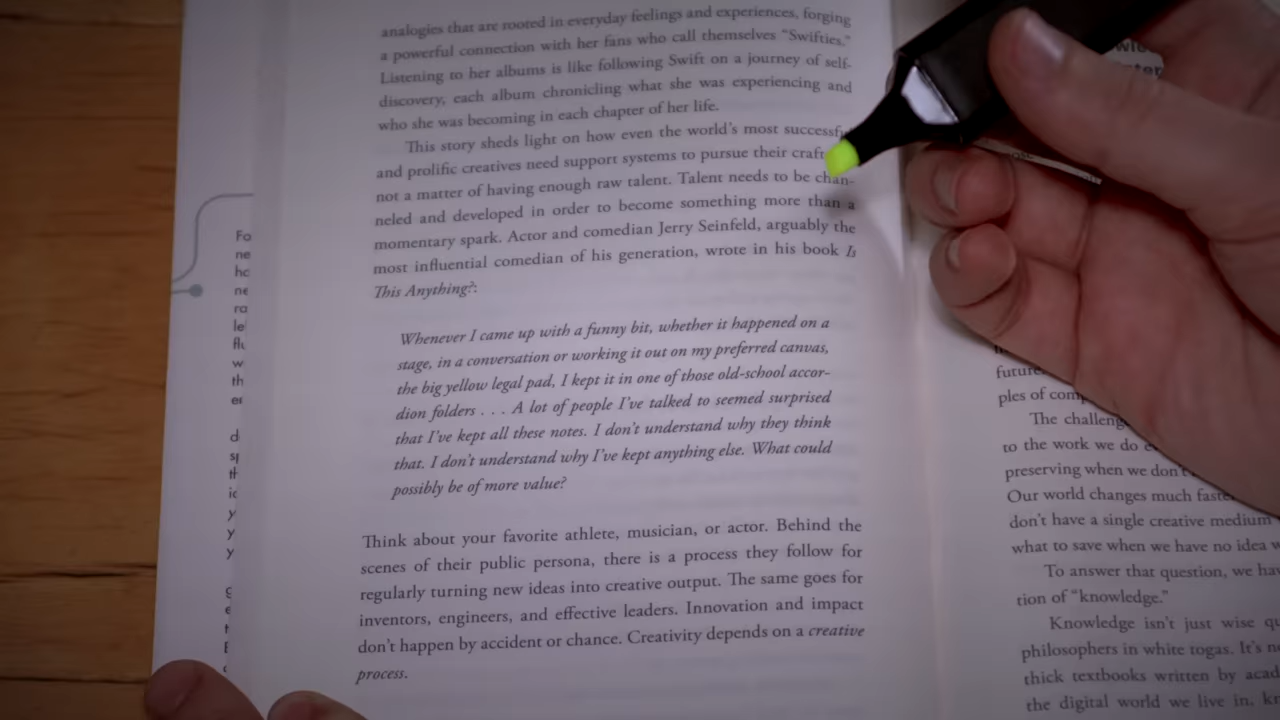 analogies that are rooted in everyday feelings and experiences, forging
a powerful connection with her fans who call themselves “Swifties.”
Listening to her albums is like following Swift on a journey of self-
discovery, each album chronicling what she was experiencing and
who she was becoming in each chapter of her life.
This story sheds light on how even the world’s most
and prolific creatives need support systems to pursue their
not a matter of having enough raw talent. Talent needs to be chan-
neled and developed in order to become something more than a
momentary spark. Actor and comedian Jerry Seinfeld, arguably the
most influential comedian of his generation, wrote in his book Is
This Anything?:
Whenever I came up with a funny bit, whether it happened on a
stage, in a conversation or working it out on my preferred canvas,
the big yellow legal pad, I kept it in one of those old-school accor-
dion folders . . . A lot of people I’ve talked to seemed surprised
that I’ve kept all these notes. I don’t understand why they think
that. I don’t understand why I’ve kept anything else. What could
possibly be of more value?
Think about your favorite athlete, musician, or actor. Behind the
scenes of their public persona, there is a process they follow for
regularly turning new ideas into creative output. The same goes for
inventors, engineers, and effective leaders. Innovation and impact
don’t happen by accident or chance. Creativity depends on a creative
process.
ples of
The
to the work we do
preserving when we don’t
Our world changes much
don’t have a single creative medium
what to save when we have no idea
To answer that question, we
tion of “knowledge.”
Knowledge isn’t just wise
philosophers in white togas. It’s
thick textbooks written by
the digital world we live in,